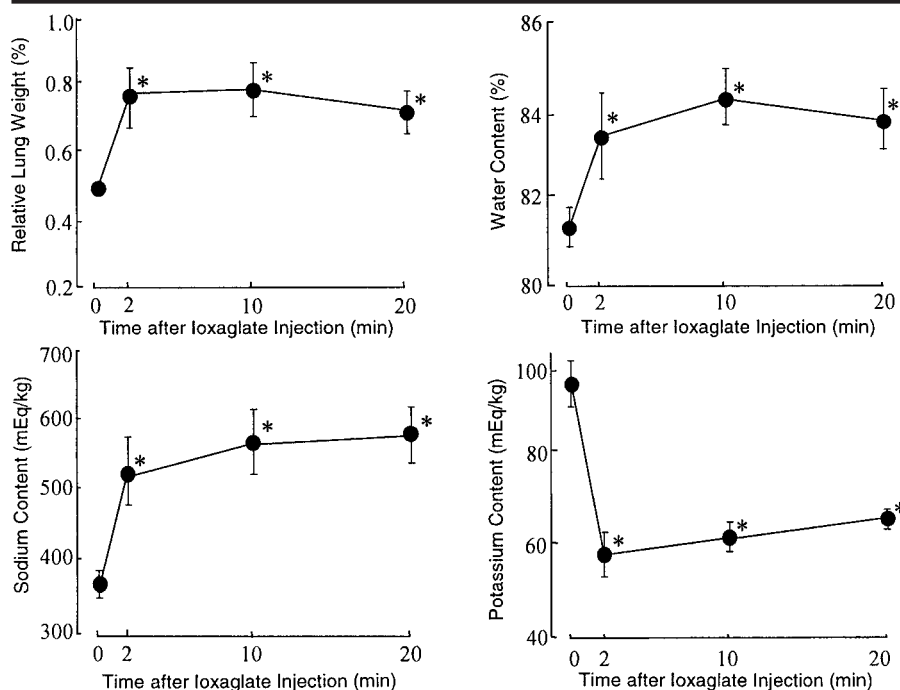 1.0
0.8
0.6
0.4
0.2
Relative Lung Weight (%)
*
*
*
0 2 10 20
Time after Ioxaglate Injection (min)
86
84
82
80
Water Content (%)
*
*
*
0 2 10 20
Time after Ioxaglate Injection (min)
700
600
500
400
300
Sodium Content (mEq/kg)
*
*
*
0 2 10 20
Time after Ioxaglate Injection (min)
100
80
60
40
Potassium Content (mEq/kg)
*
*
*
0 2 10 20
Time after Ioxaglate Injection (min)